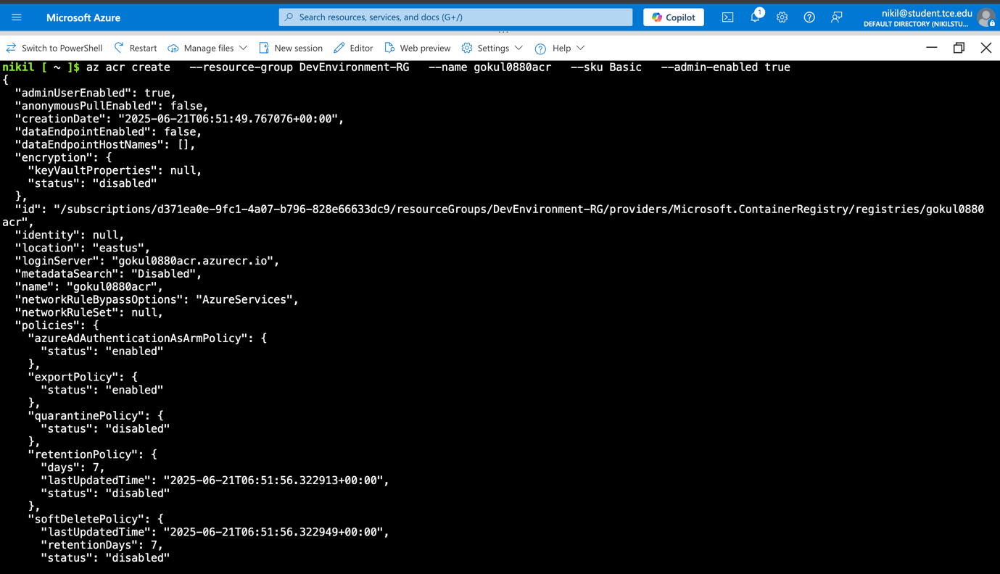 Microsoft Azure
Search resources, services, and docs (G+/)
Copilot
1
nikil@student.tce.edu
DEFAULT DIRECTORY (NIKILSTU...
Switch to PowerShell
Restart
Manage files
New session
Editor
Web preview
Settings
Help
nikil [ ~ ]$ az acr create   --resource-group DevEnvironment-RG   --name gokul0880acr   --sku Basic   --admin-enabled true
{
  "adminUserEnabled": true,
  "anonymousPullEnabled": false,
  "creationDate": "2025-06-21T06:51:49.767076+00:00",
  "dataEndpointEnabled": false,
  "dataEndpointHostNames": [],
  "encryption": {
    "keyVaultProperties": null,
    "status": "disabled"
  },
  "id": "/subscriptions/d371ea0e-9fc1-4a07-b796-828e66633dc9/resourceGroups/DevEnvironment-RG/providers/Microsoft.ContainerRegistry/registries/gokul0880
acr",
  "identity": null,
  "location": "eastus",
  "loginServer": "gokul0880acr.azurecr.io",
  "metadataSearch": "Disabled",
  "name": "gokul0880acr",
  "networkRuleBypassOptions": "AzureServices",
  "networkRuleSet": null,
  "policies": {
    "azureAdAuthenticationAsArmPolicy": {
      "status": "enabled"
    },
    "exportPolicy": {
      "status": "enabled"
    },
    "quarantinePolicy": {
      "status": "disabled"
    },
    "retentionPolicy": {
      "days": 7,
      "lastUpdatedTime": "2025-06-21T06:51:56.322913+00:00",
      "status": "disabled"
    },
    "softDeletePolicy": {
      "lastUpdatedTime": "2025-06-21T06:51:56.322949+00:00",
      "retentionDays": 7,
      "status": "disabled"